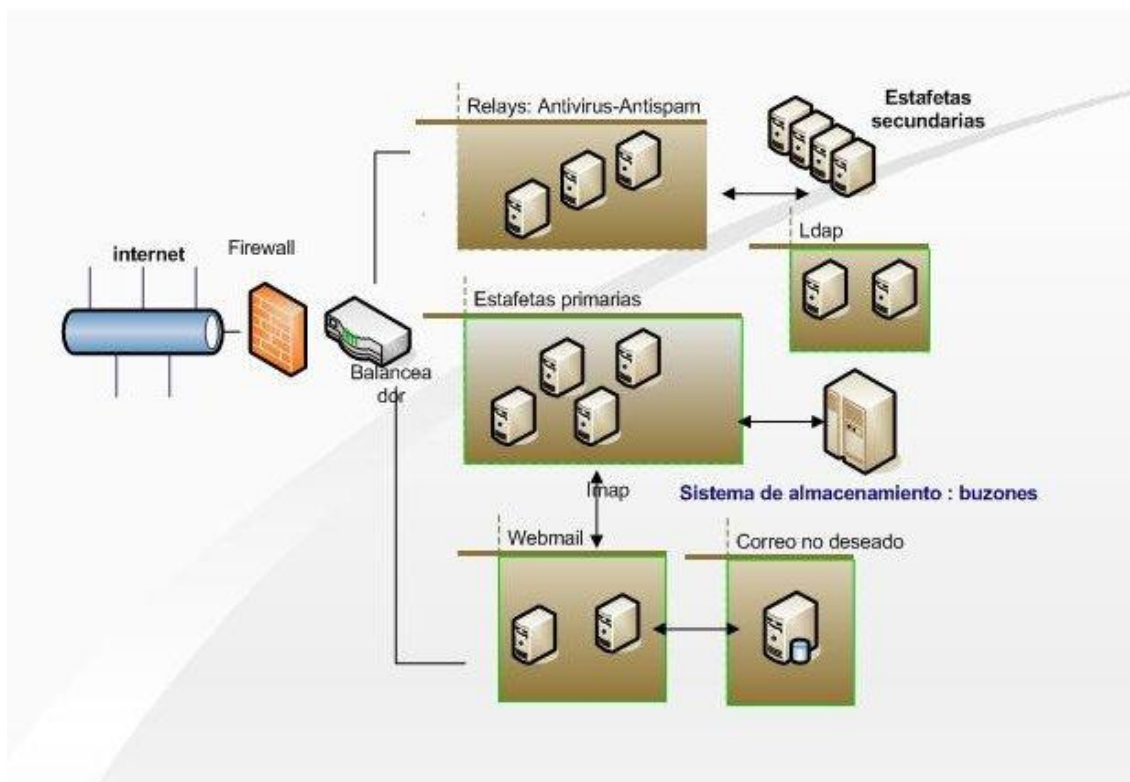 Relays: Antivirus-Antispam
Estafetas
secundarias
Ldap
internet
Firewall
Balancea
dor
Estafetas primarias
Imap
Sistema de almacenamiento : buzones
Webmail
Correo no deseado